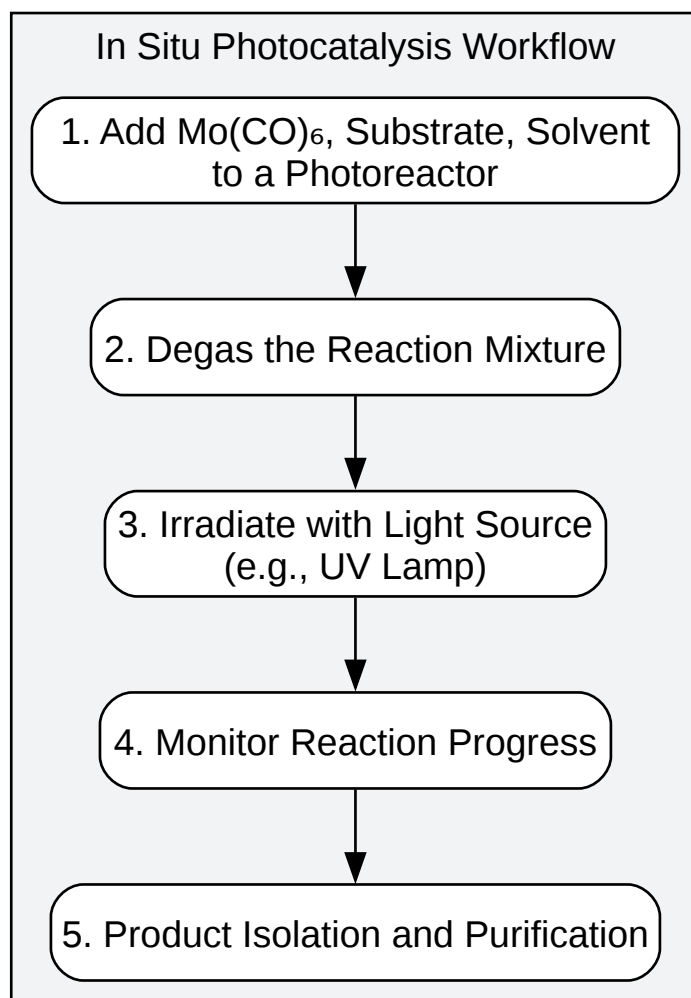 In Situ Photocatalysis Workflow
1. Add Mo(CO)₆, Substrate, Solvent
to a Photoreactor
2. Degas the Reaction Mixture
3. Irradiate with Light Source
(e.g., UV Lamp)
4. Monitor Reaction Progress
5. Product Isolation and Purification